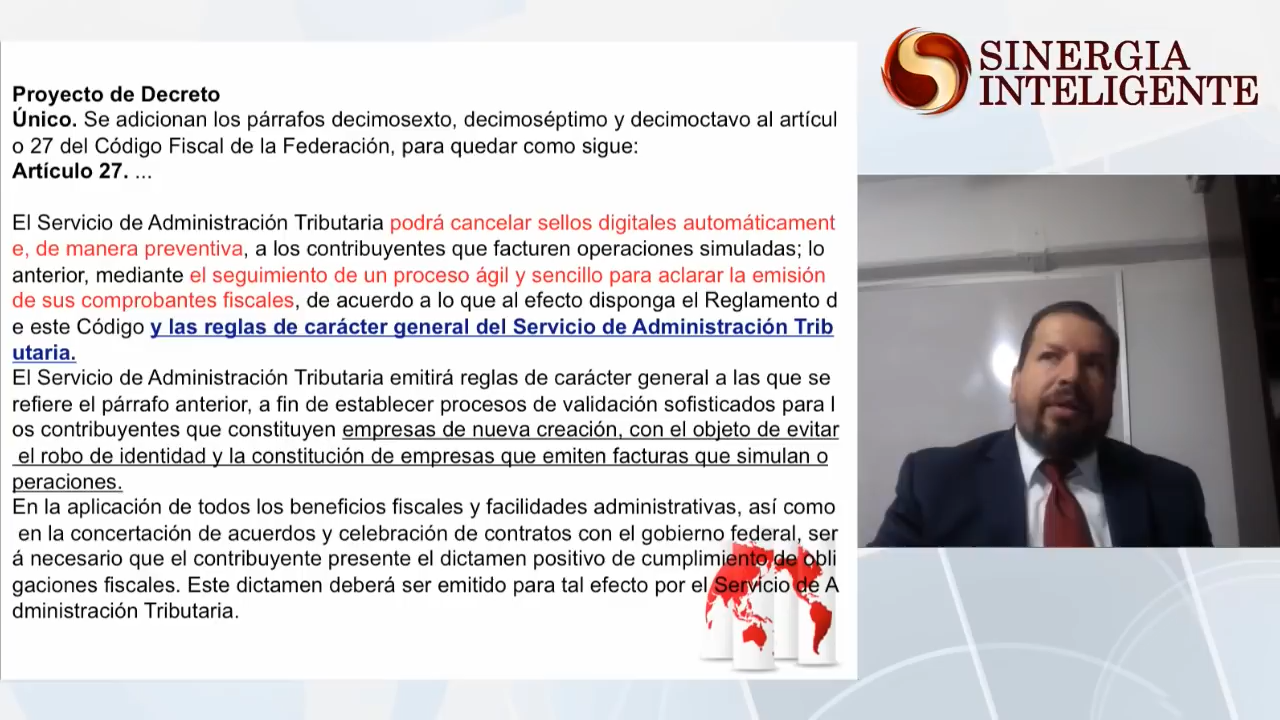 SINERGIA
INTELIGENTE
Proyecto de Decreto
Único. Se adicionan los párrafos decimosexto, decimoséptimo y decimoctavo al artícul
o 27 del Código Fiscal de la Federación, para quedar como sigue:
Artículo 27. ...
El Servicio de Administración Tributaria podrá cancelar sellos digitales automáticament
e, de manera preventiva, a los contribuyentes que facturen operaciones simuladas; lo
anterior, mediante el seguimiento de un proceso ágil y sencillo para aclarar la emisión
de sus comprobantes fiscales, de acuerdo a lo que al efecto disponga el Reglamento d
e este Código y las reglas de carácter general del Servicio de Administración Trib
utaria.
El Servicio de Administración Tributaria emitirá reglas de carácter general a las que se
refiere el párrafo anterior, a fin de establecer procesos de validación sofisticados para l
os contribuyentes que constituyen empresas de nueva creación, con el objeto de evitar
el robo de identidad y la constitución de empresas que emiten facturas que simulan o
peraciones.
En la aplicación de todos los beneficios fiscales y facilidades administrativas, así como
en la concertación de acuerdos y celebración de contratos con el gobierno federal, ser
á necesario que el contribuyente presente el dictamen positivo de cumplimiento de obli
gaciones fiscales. Este dictamen deberá ser emitido para tal efecto por el Servicio de A
dministración Tributaria.